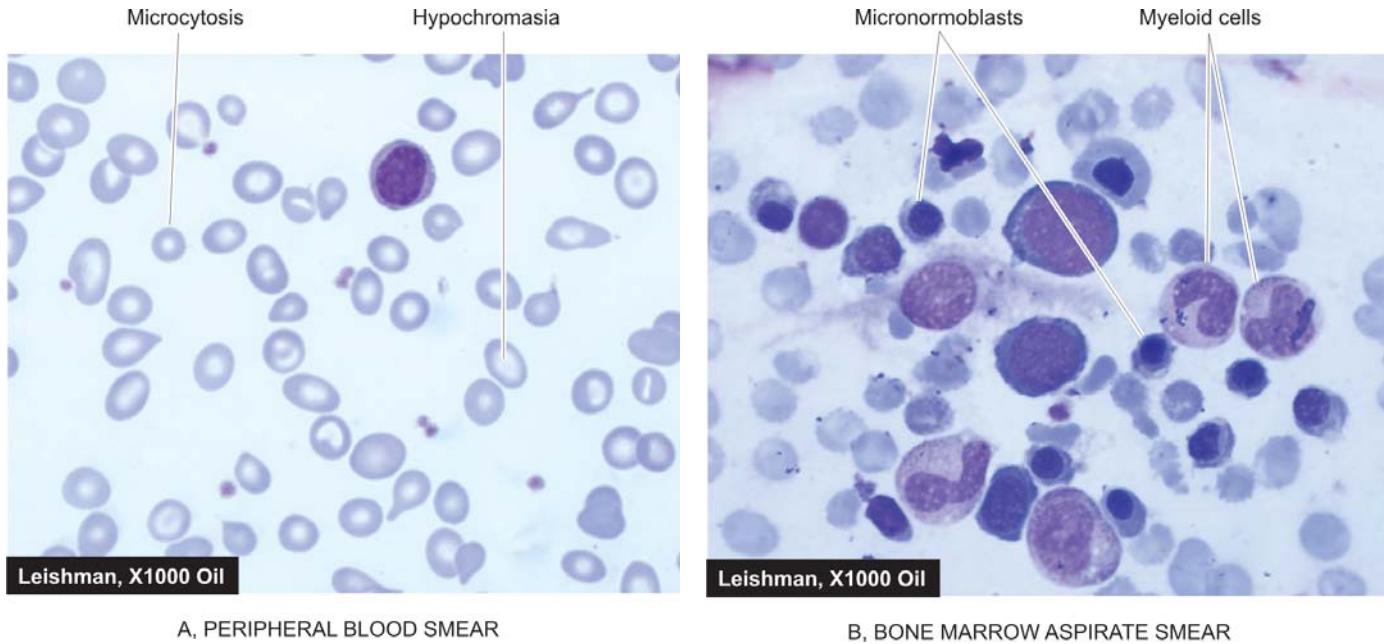 Microcytosis
Hypochromasia
Micronormoblasts
Myeloid cells
Leishman, X1000 Oil
Leishman, X1000 Oil
A, PERIPHERAL BLOOD SMEAR
B, BONE MARROW ASPIRATE SMEAR